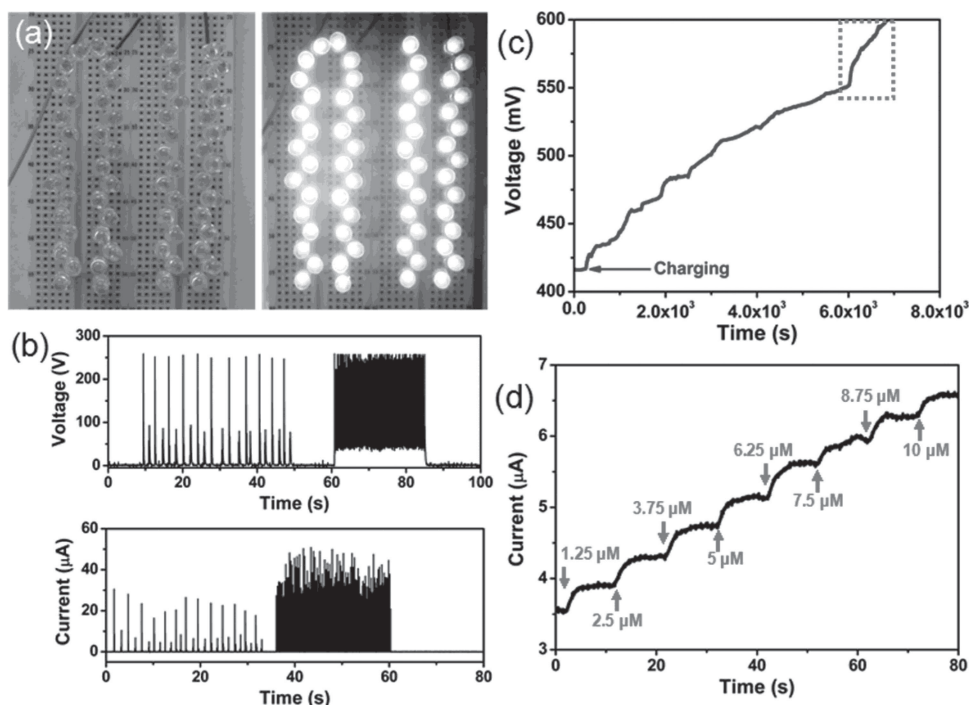 (a)
(b)
300
200
100
0
Voltage (V)
0 20 40 60 80 100
Time (s)
60
40
20
0
Current (µA)
0 20 40 60 80
Time (s)
(c)
600
550
500
450
400
Voltage (mV)
Charging
0.0 2.0x10³ 4.0x10³ 6.0x10³ 8.0x10³
Time (s)
(d)
7
6
5
4
3
Current (µA)
1.25 µM
2.5 µM
3.75 µM
5 µM
6.25 µM
7.5 µM
8.75 µM
10 µM
0 20 40 60 80
Time (s)